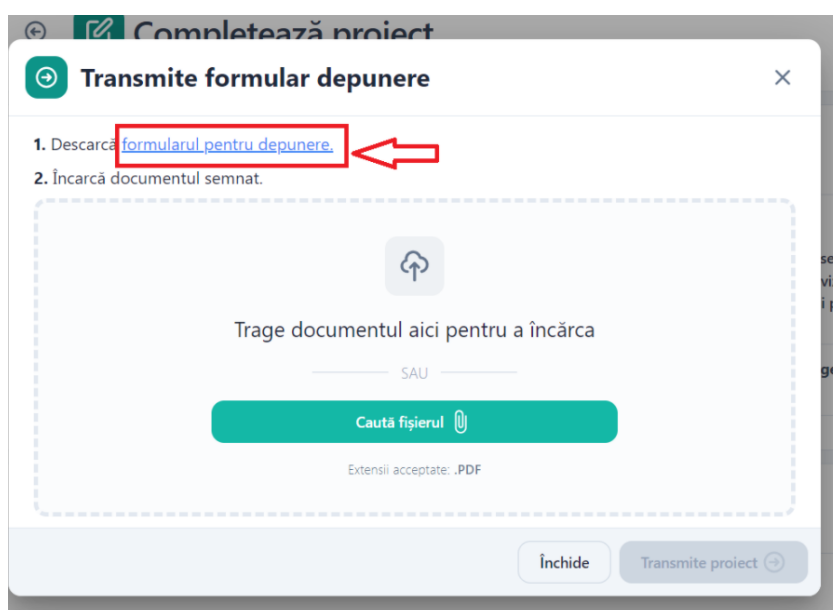 Completează proiect
Transmite formular depunere
1. Descarcă formularul pentru depunere.
2. Încarcă documentul semnat.
Trage documentul aici pentru a încărca
SAU
Caută fișierul
Extensii acceptate: .PDF
Închide
Transmite proiect